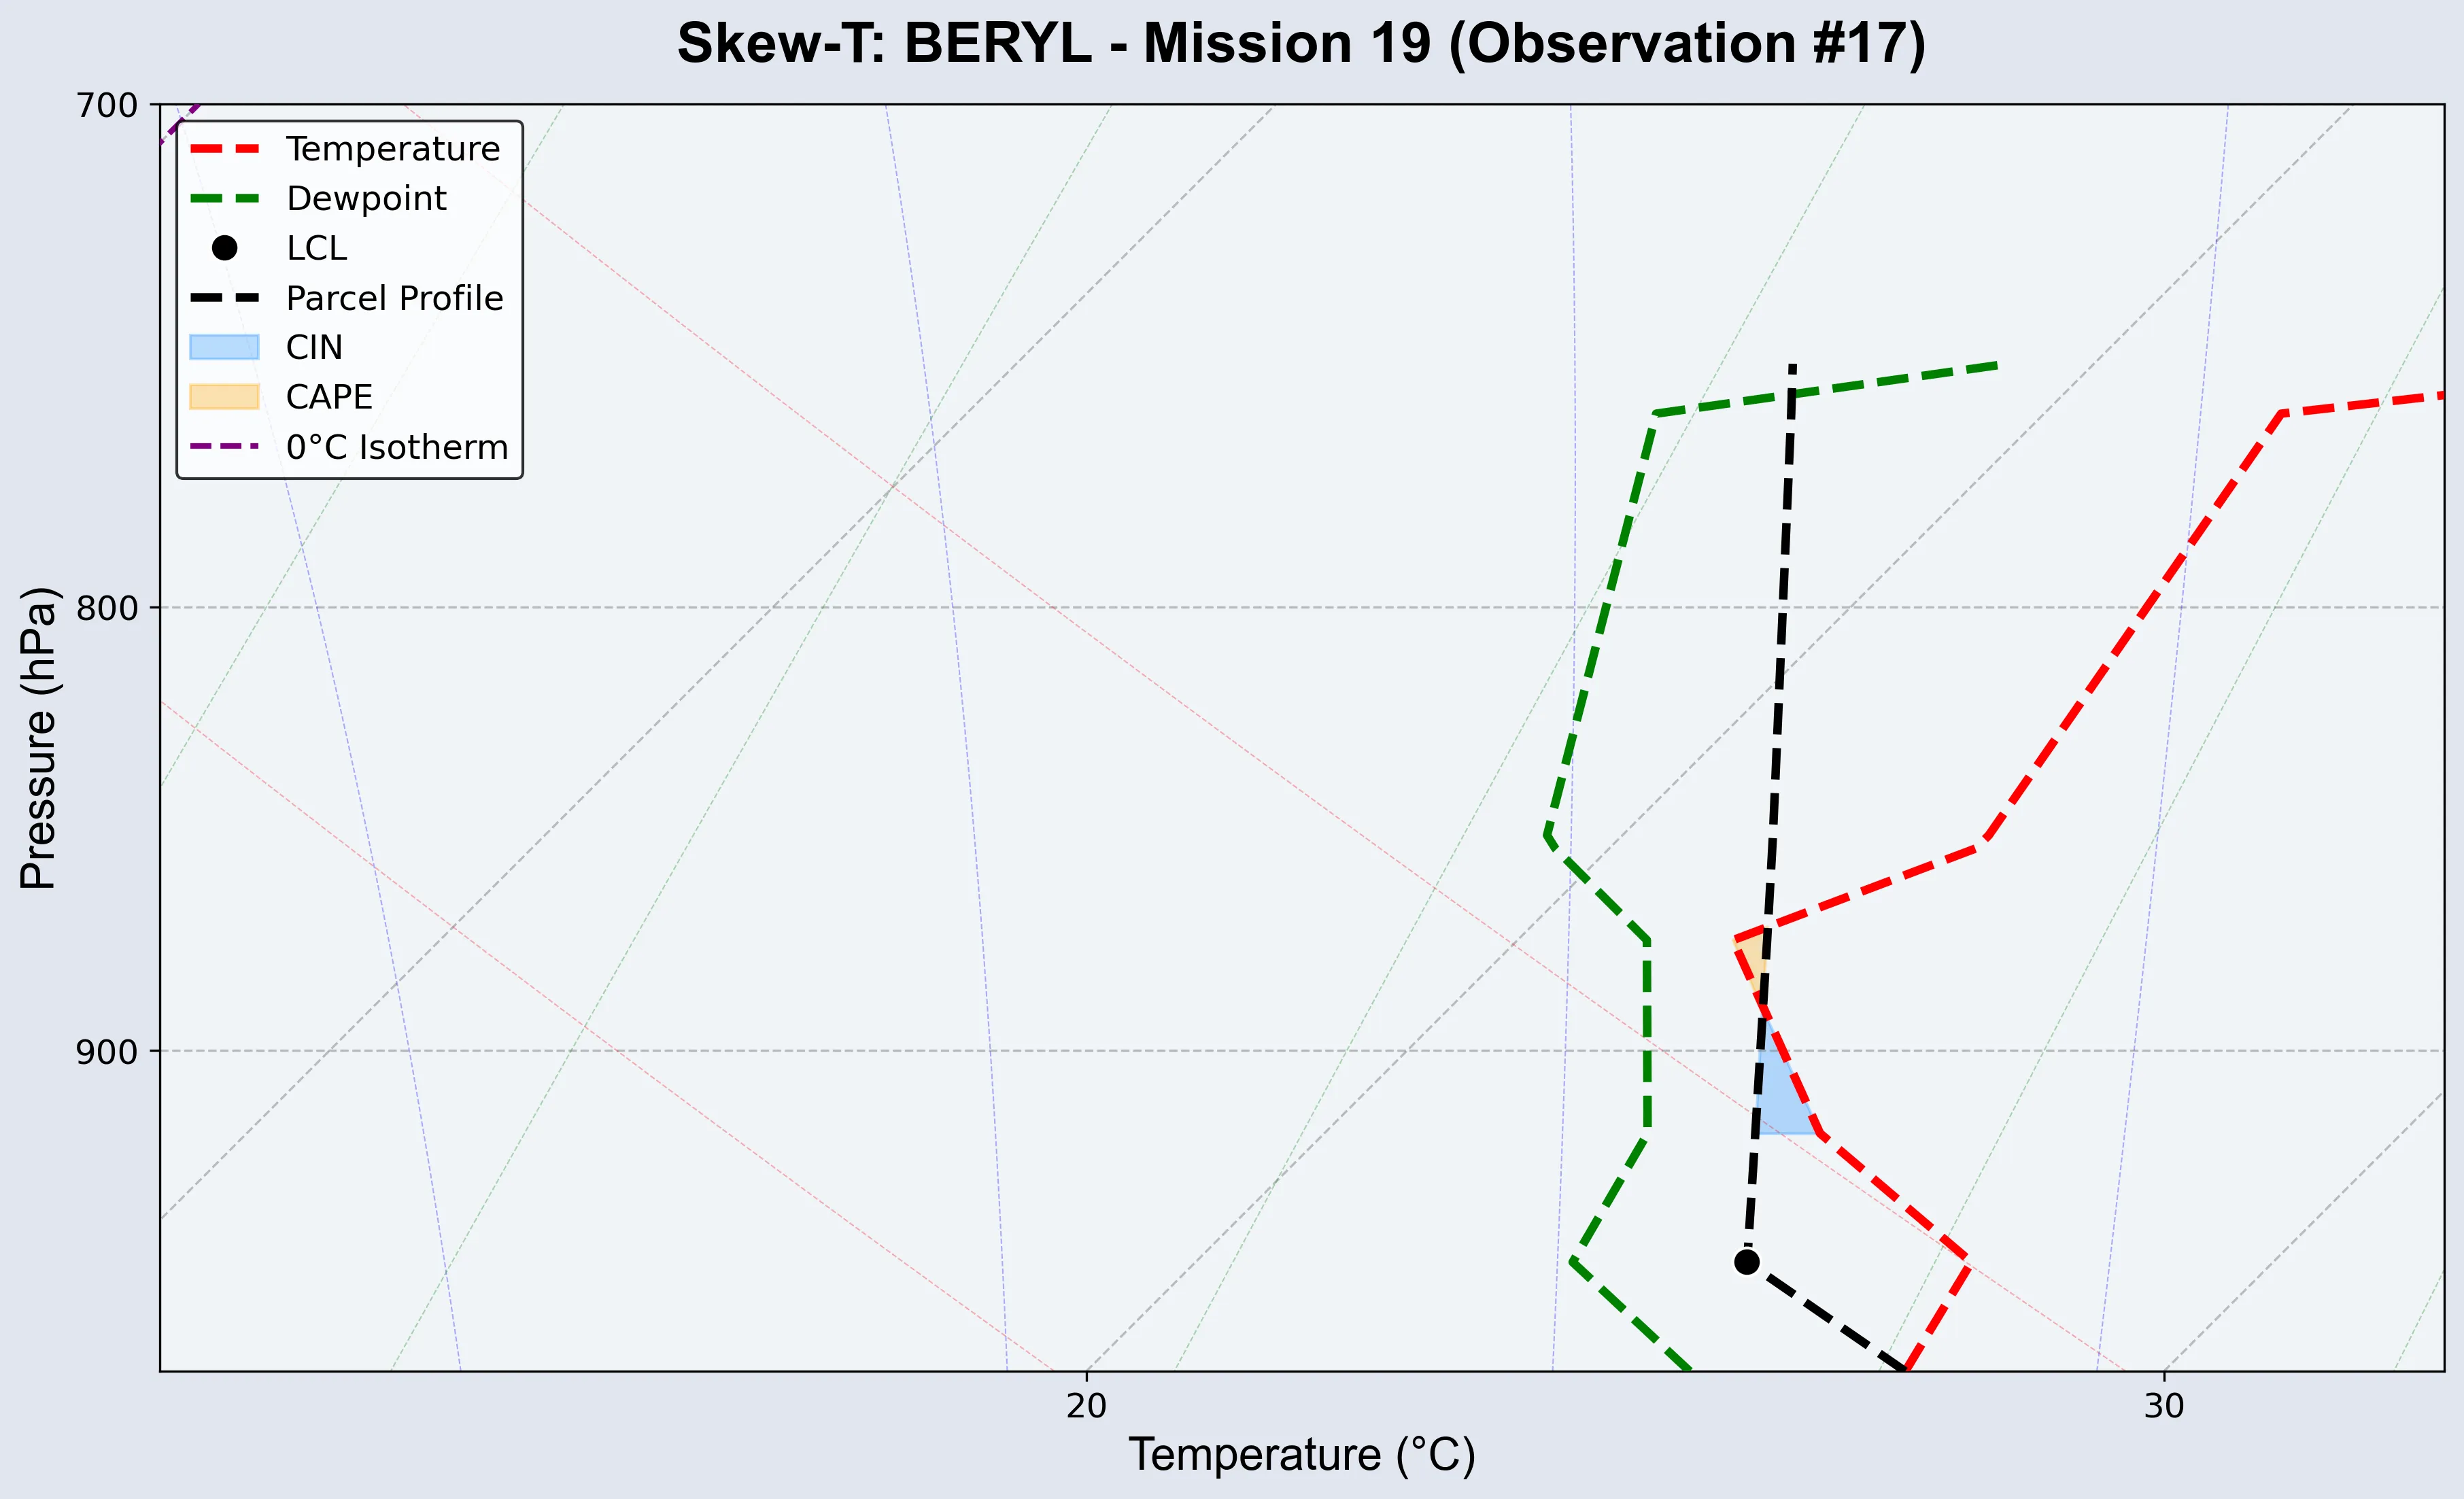 Skew-T: BERYL - Mission 19 (Observation #17)
700
800
900
Pressure (hPa)
Temperature
Dewpoint
LCL
Parcel Profile
CIN
CAPE
0°C Isotherm
20
30
Temperature (°C)